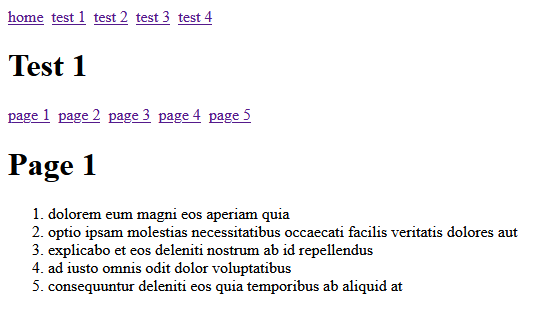 home test 1 test 2 test 3 test 4
Test 1
page 1 page 2 page 3 page 4 page 5
Page 1
1. dolorem eum magni eos aperiam quia
2. optio ipsam molestias necessitatibus occaecati facilis veritatis dolores aut
3. explicabo et eos deleniti nostrum ab id repellendus
4. ad iusto omnis odit dolor voluptatibus
5. consequuntur deleniti eos quia temporibus ab aliquid at